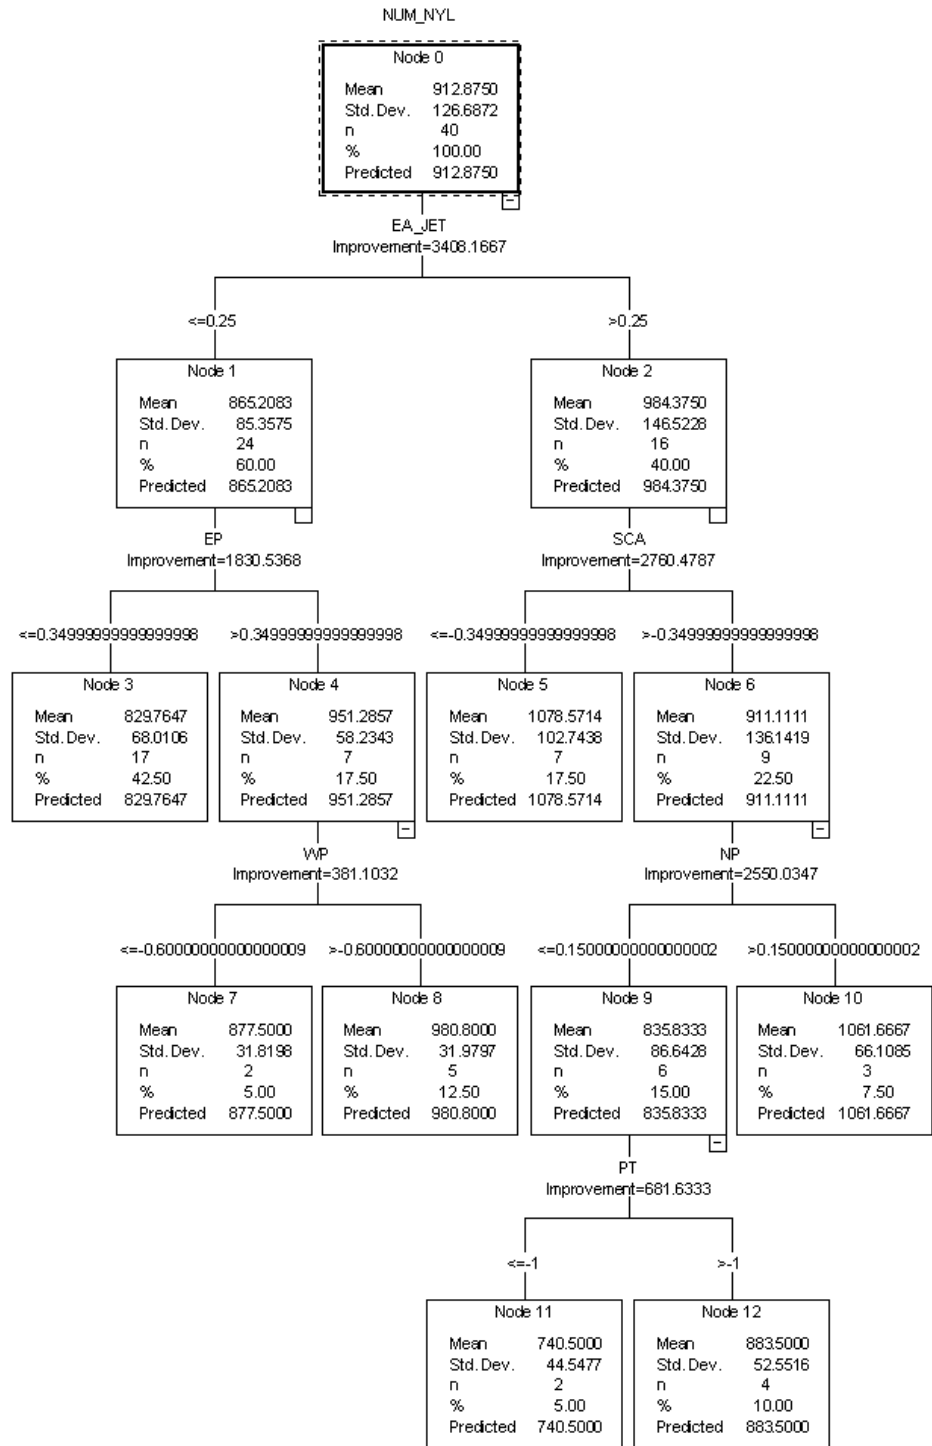 NUM_NYL
Node 0
Mean 912.8750
Std. Dev. 126.6872
n 40
% 100.00
Predicted 912.8750
EA_JET
Improvement=3408.1667
<=0.25 >0.25
Node 1 Node 2
Mean 865.2083 Mean 984.3750
Std. Dev. 85.3575 Std. Dev. 146.5228
n 24 n 16
% 60.00 % 40.00
Predicted 865.2083 Predicted 984.3750
EP SCA
Improvement=1830.5368 Improvement=2760.4787
<=0.34999999999999998 >0.34999999999999998 <=-0.34999999999999998 >-0.34999999999999998
Node 3 Node 4 Node 5 Node 6
Mean 829.7647 Mean 951.2857 Mean 1078.5714 Mean 911.1111
Std. Dev. 68.0106 Std. Dev. 58.2343 Std. Dev. 102.7438 Std. Dev. 136.1419
n 17 n 7 n 7 n 9
% 42.50 % 17.50 % 17.50 % 22.50
Predicted 829.7647 Predicted 951.2857 Predicted 1078.5714 Predicted 911.1111
WP NP
Improvement=381.1032 Improvement=2550.0347
<=-0.60000000000000009 >-0.60000000000000009 <=0.15000000000000002 >0.15000000000000002
Node 7 Node 8 Node 9 Node 10
Mean 877.5000 Mean 980.8000 Mean 835.8333 Mean 1061.6667
Std. Dev. 31.8198 Std. Dev. 31.9797 Std. Dev. 86.6428 Std. Dev. 66.1085
n 2 n 5 n 6 n 3
% 5.00 % 12.50 % 15.00 % 7.50
Predicted 877.5000 Predicted 980.8000 Predicted 835.8333 Predicted 1061.6667
PT
Improvement=681.6333
<=-1 >-1
Node 11 Node 12
Mean 740.5000 Mean 883.5000
Std. Dev. 44.5477 Std. Dev. 52.5516
n 2 n 4
% 5.00 % 10.00
Predicted 740.5000 Predicted 883.5000